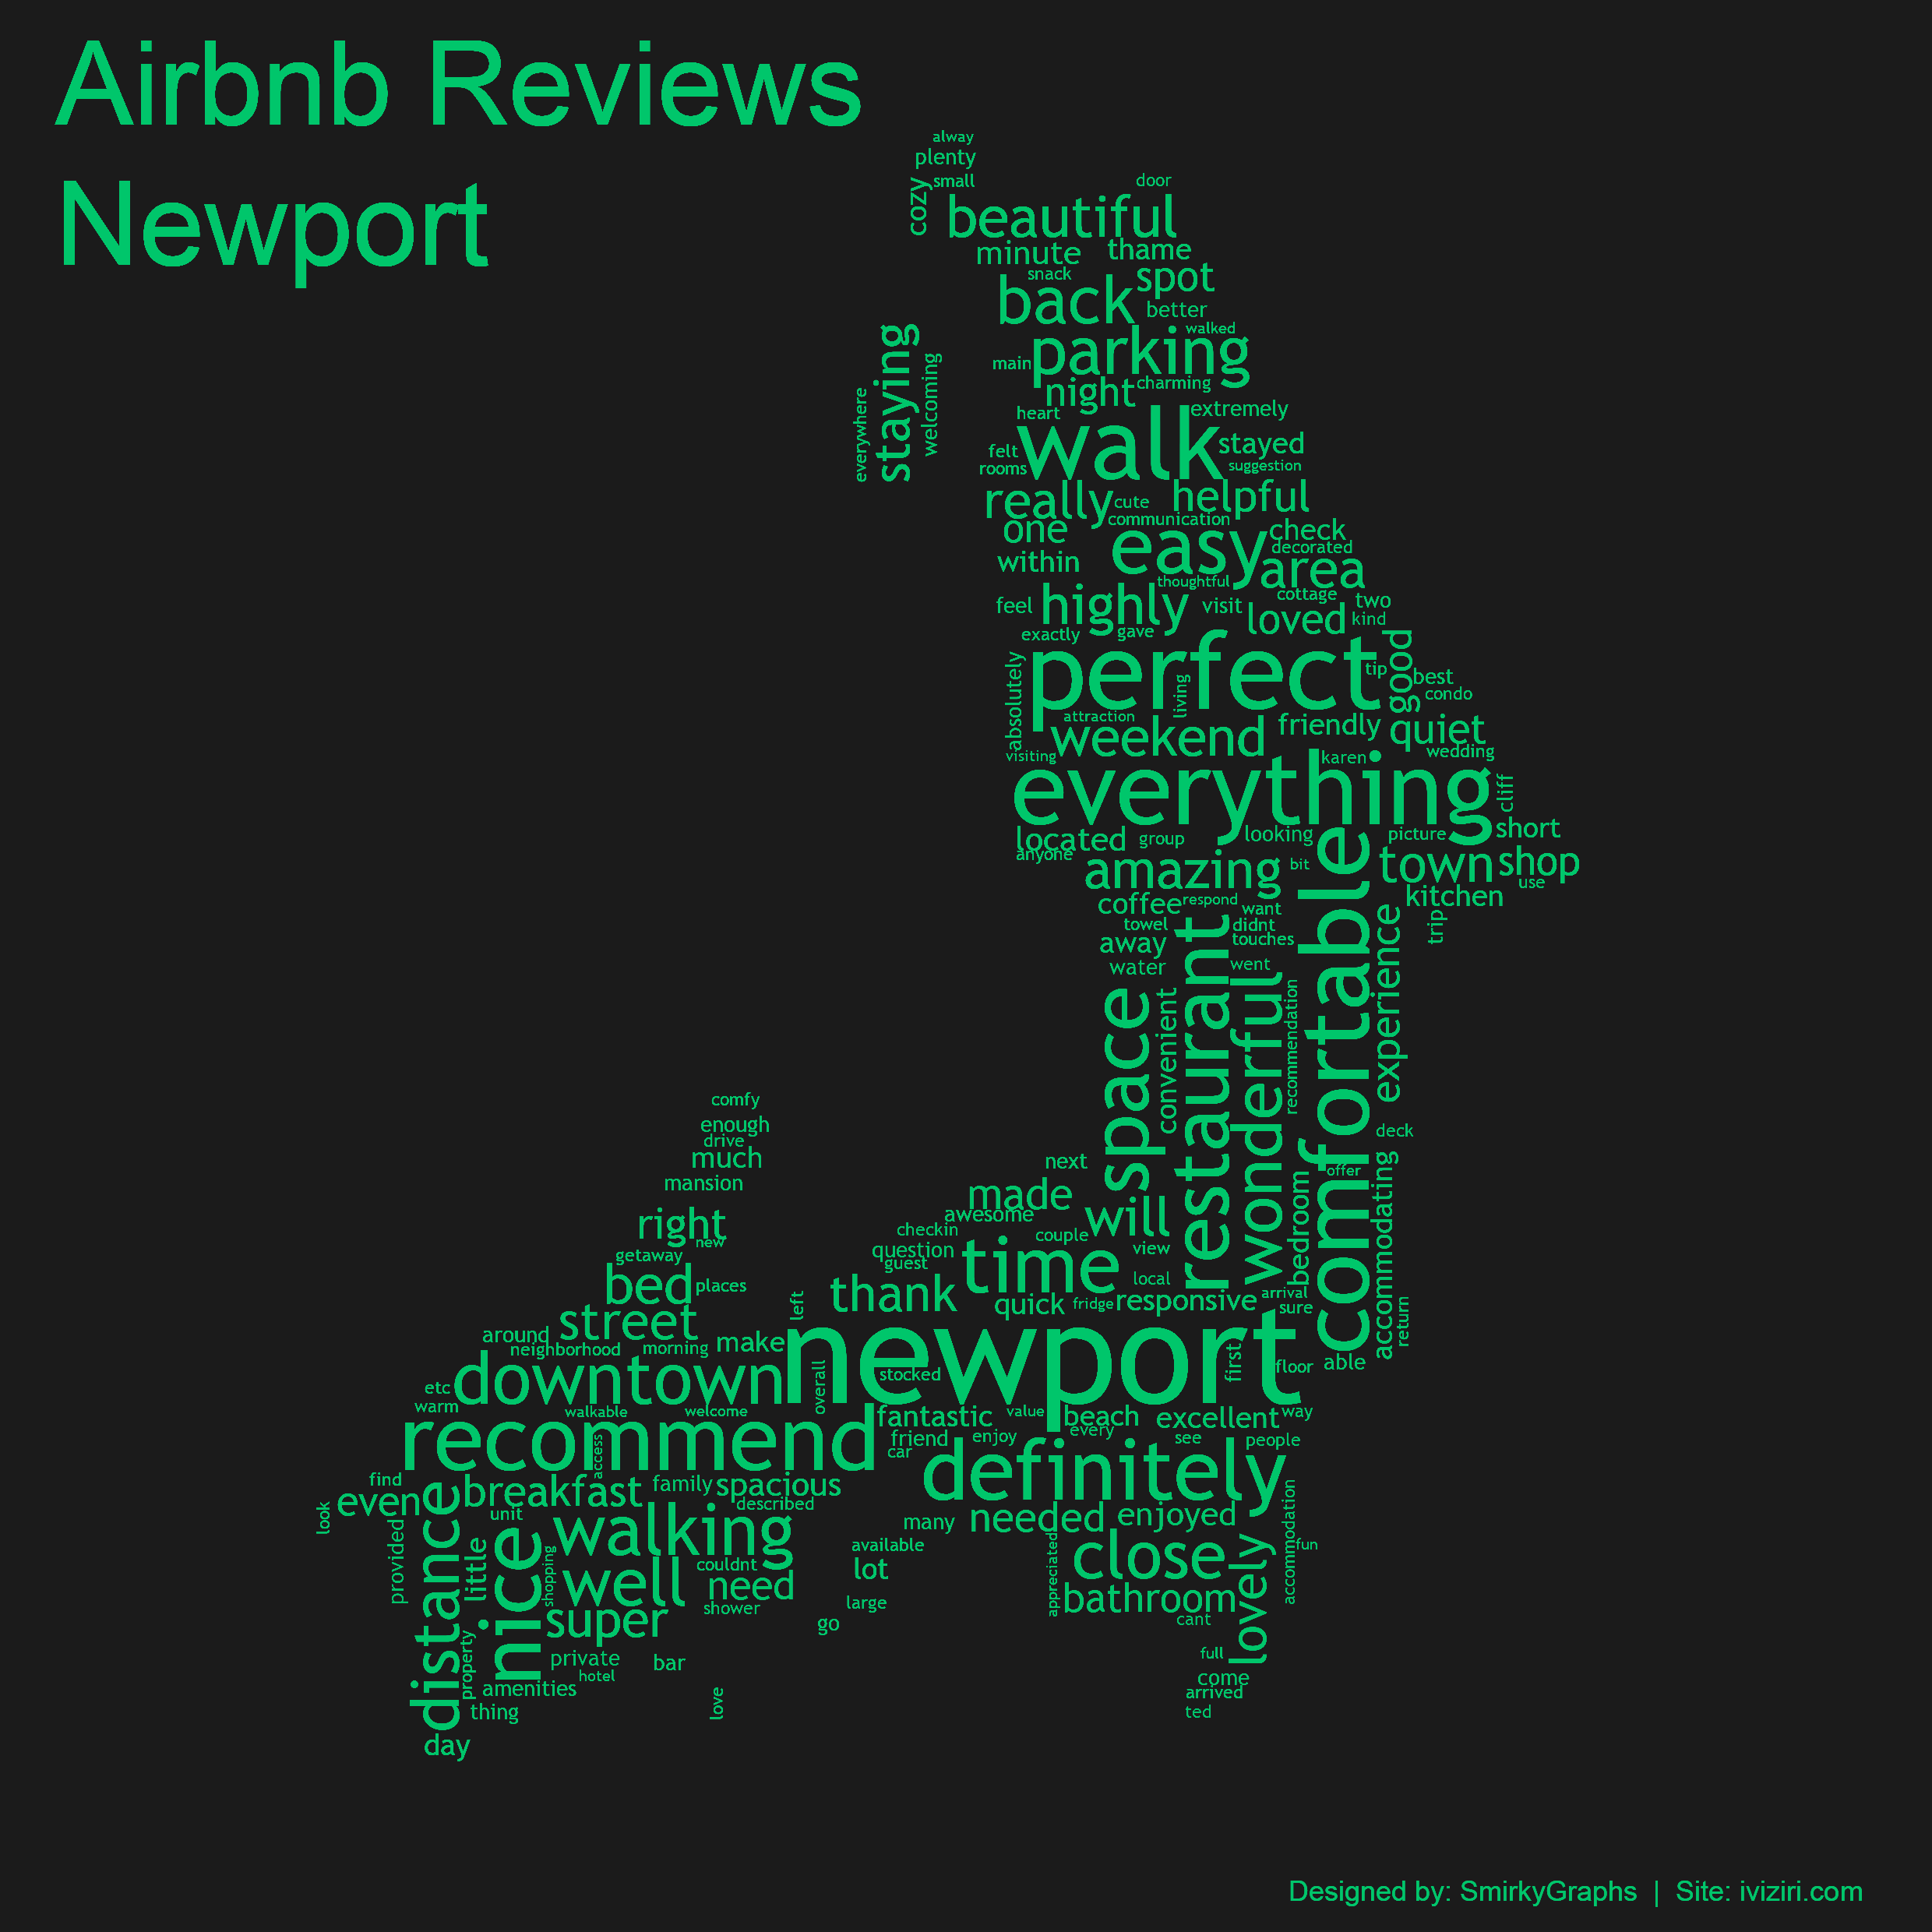 Airbnb Reviews
Newport
alway
plenty
small
cozy
door
beautiful
minute
thame
snack
spot
back
better
walked
parking
main
staying
welcoming
everywhere
night
charming
heart
extremely
walk
stayed
felt
rooms
suggestion
really
cute
helpful
communication
one
check
easy
decorated
within
area
thoughtful
cottage
feel
highly
visit
two
loved
kind
exactly
gave
good
absolutely
perfect
tip
best
living
condo
attraction
friendly
quiet
weekend
visiting
karen
wedding
everything
cliff
located
group
looking
picture
short
anyone
amazing
bit
town
shop
use
comfortable
kitchen
coffee
respond
want
trip
towel
didnt
away
touches
restaurant
experience
water
went
wonderful
space
convenient
recommendation
comfy
enough
drive
deck
much
next
offer
mansion
made
accommodating
awesome
will
bedroom
right
new
checkin
couple
view
getaway
question
guest
time
local
bed
places
thank
quick
fridge
responsive
arrival
sure
left
return
street
around
neighborhood
morning
make
newport
first
floor
able
downtown
overall
stocked
etc
warm
walkable
welcome
fantastic
value
beach
excellent
way
recommend
friend
enjoy
every
see
people
access
car
definitely
find
even
breakfast
family
spacious
look
unit
described
needed
enjoyed
many
accommodation
provided
distance
little
nice
walking
shopping
couldnt
available
appreciated
close
lovely
fun
well
need
lot
bathroom
super
shower
large
cant
go
property
private
bar
full
hotel
come
amenities
arrived
thing
love
ted
day
Designed by: SmirkyGraphs | Site: iviziri.com